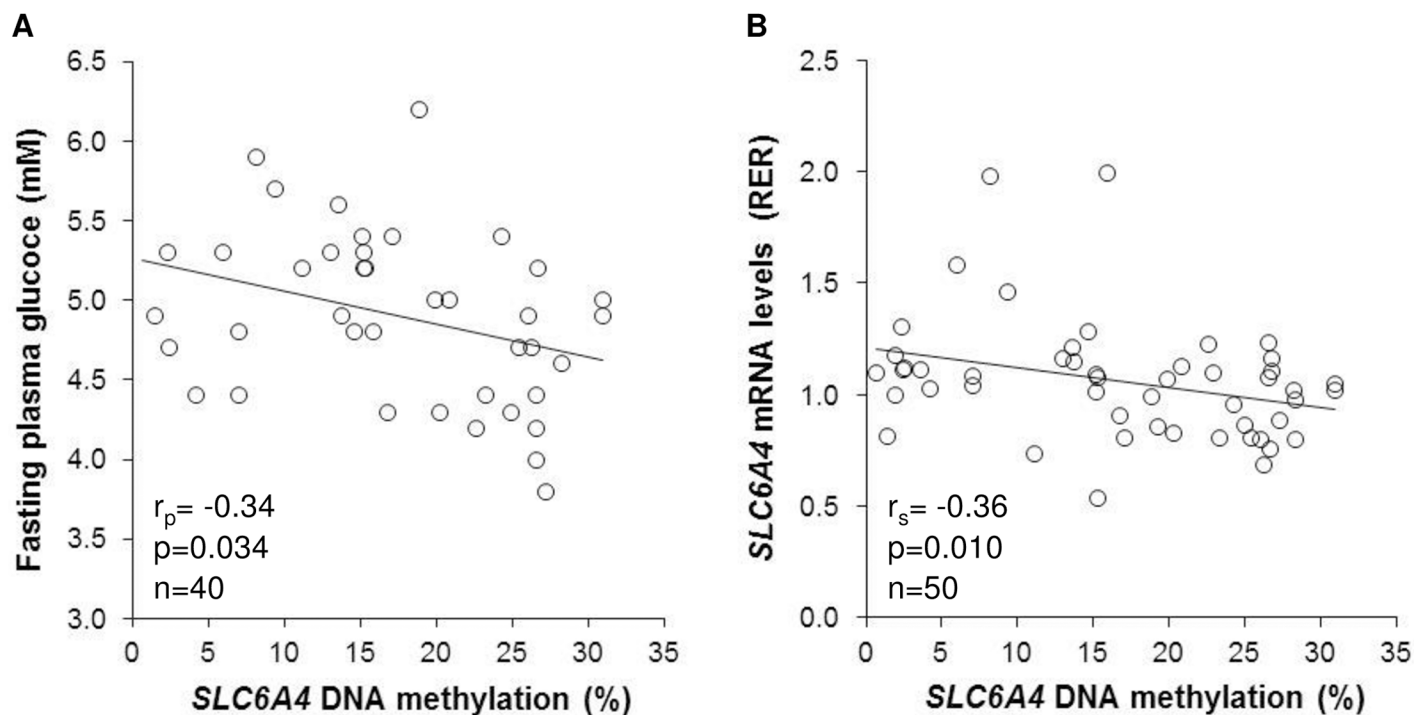 A
Fasting plasma glucoce (mM)
6.5
6.0
5.5
5.0
4.5
4.0
3.5
3.0
rp= -0.34
p=0.034
n=40
0 5 10 15 20 25 30 35
SLC6A4 DNA methylation (%)
B
SLC6A4 mRNA levels (RER)
2.5
2.0
1.5
1.0
0.5
0.0
rs= -0.36
p=0.010
n=50
0 5 10 15 20 25 30 35
SLC6A4 DNA methylation (%)